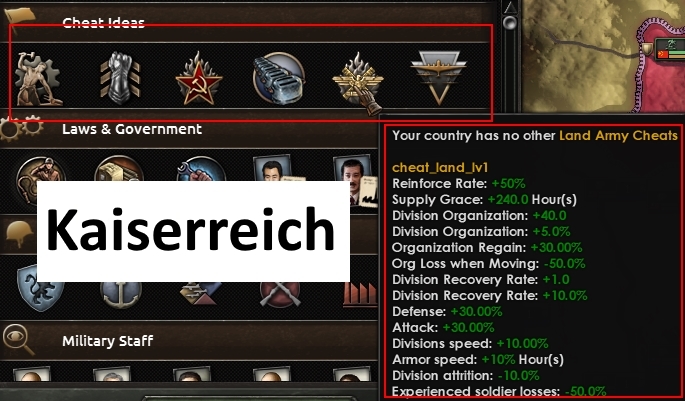 Cheat Ideas
Laws & Government
Kaiserreich
Military Staff
Your country has no other Land Army Cheats
cheat_land_lv1
Reinforce Rate: +50%
Supply Grace: +240.0 Hour(s)
Division Organization: +40.0
Division Organization: +5.0%
Organization Regain: +30.00%
Org Loss when Moving: -50.0%
Division Recovery Rate: +1.0
Division Recovery Rate: +10.0%
Defense: +30.00%
Attack: +30.00%
Divisions speed: +10.00%
Armor speed: +10% Hour(s)
Division attrition: -10.0%
Experienced soldier losses: -50.0%